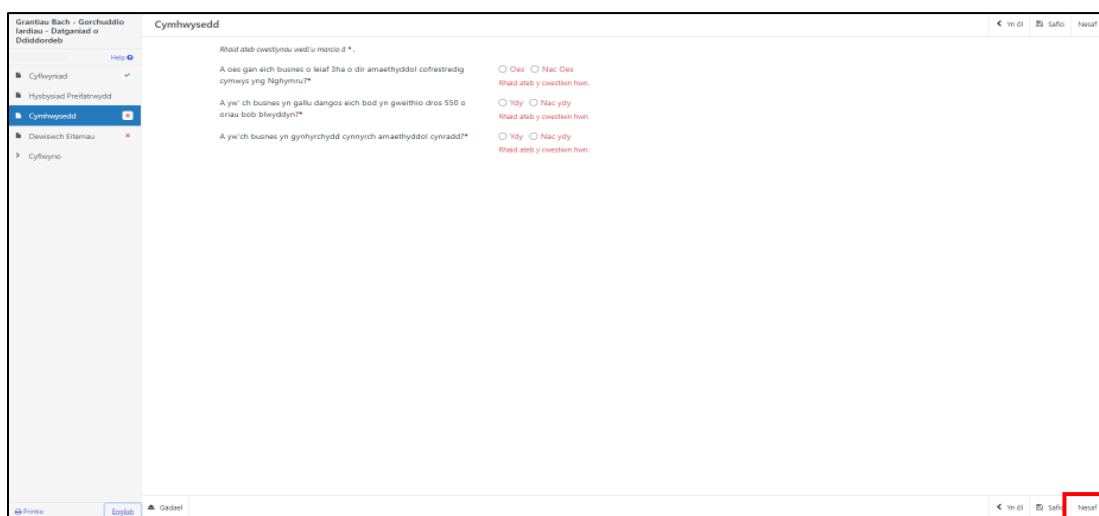 Grantiau Bach - Gorchuddio
Iardiau - Datganiad o
Ddiddordeb
Help
Cyflwyniad
Hysbysiad Preifatrwydd
Cymhwysedd
Dewiswch Eitemau
Cyflwyno
Printio
English
Cymhwysedd
Yn ôl
Safio
Nesaf
Rhaid ateb cwestiynau wedi'u marcio â * .
A oes gan eich busnes o leiaf 3ha o dir amaethyddol cofrestredig
cymwys yng Nghymru?*
Oes Nac Oes
Rhaid ateb y cwestiwn hwn.
A yw' ch busnes yn gallu dangos eich bod yn gweithio dros 550 o
oriau bob blwyddyn?*
Ydy Nac ydy
Rhaid ateb y cwestiwn hwn.
A yw'ch busnes yn gynhyrchydd cynnyrch amaethyddol cynradd?*
Ydy Nac ydy
Rhaid ateb y cwestiwn hwn.
Gadael
Yn ôl
Safio
Nesaf